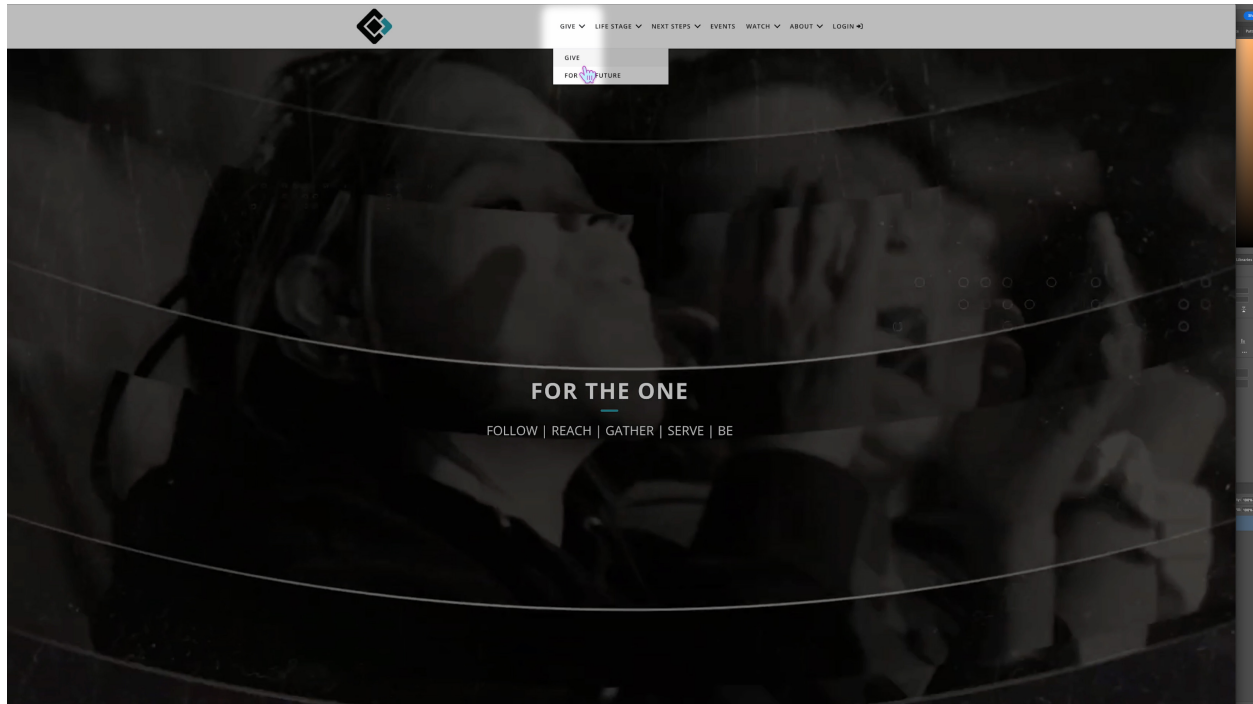 GIVE LIFE STAGE NEXT STEPS EVENTS WATCH ABOUT LOGIN
GIVE
FOR FUTURE
FOR THE ONE
FOLLOW | REACH | GATHER | SERVE | BE